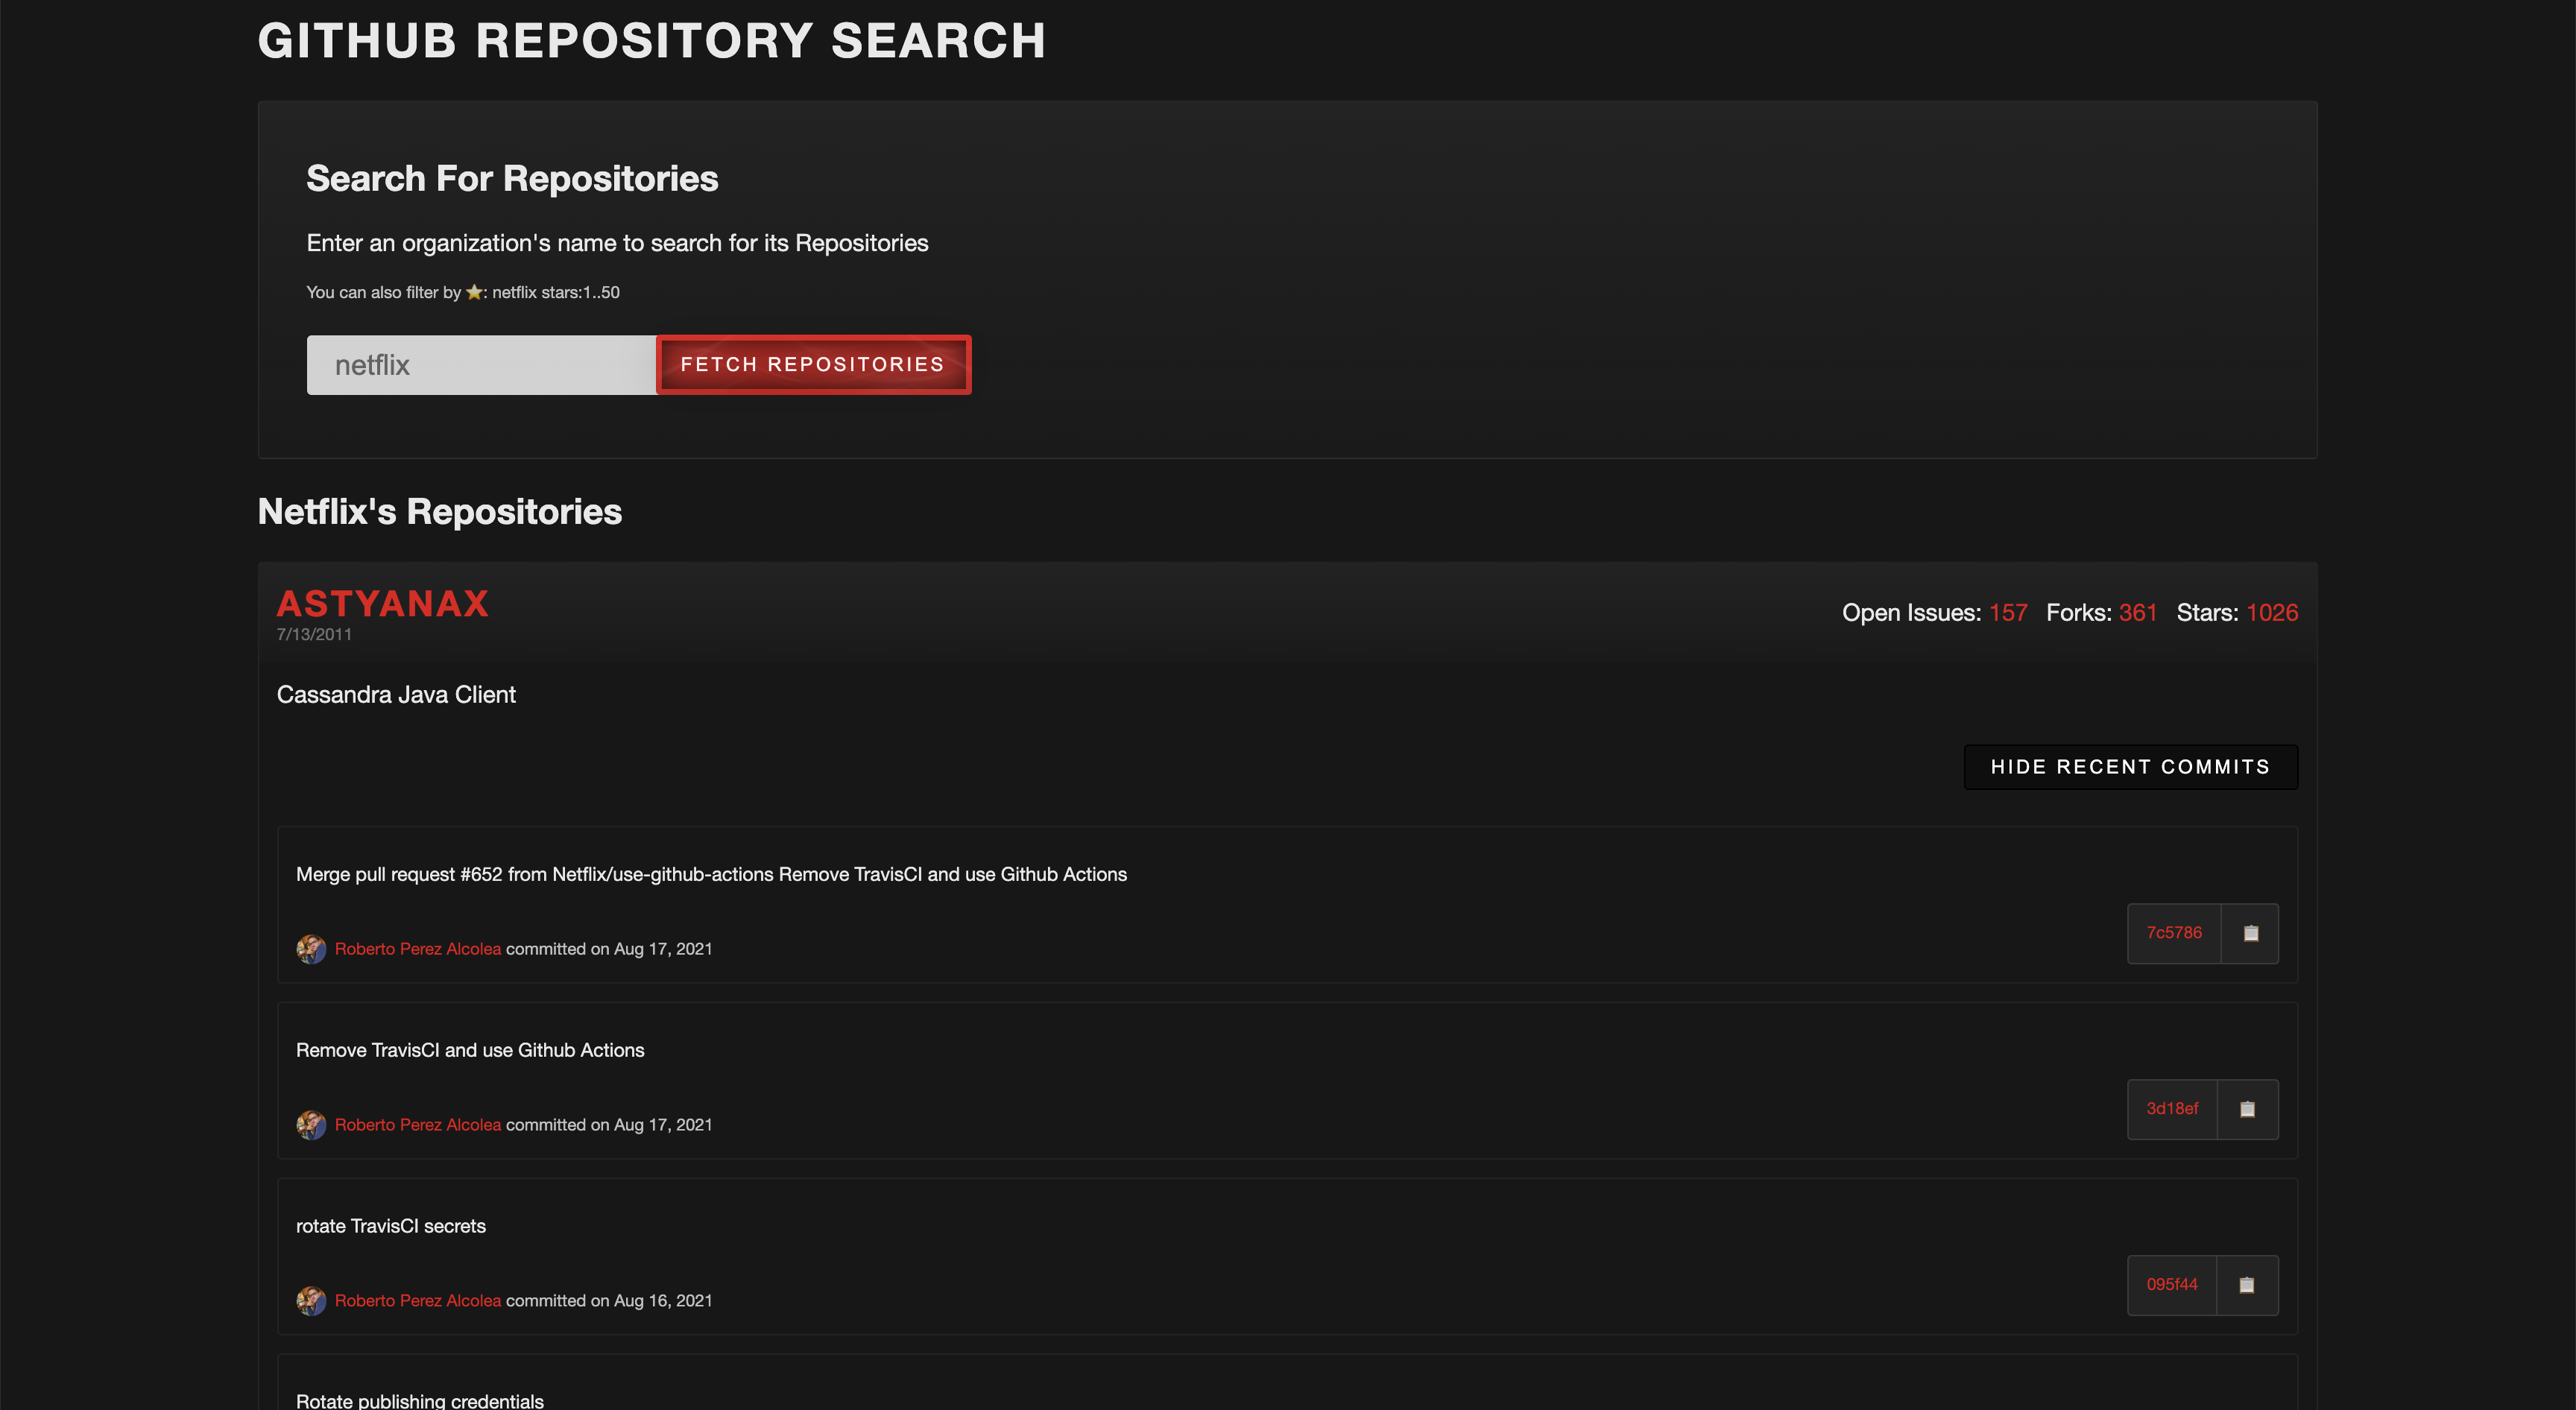 GITHUB REPOSITORY SEARCH
Search For Repositories
Enter an organization's name to search for its Repositories
You can also filter by ⭐: netflix stars:1..50
netflix FETCH REPOSITORIES
Netflix's Repositories
ASTYANAX
7/13/2011
Open Issues: 157 Forks: 361 Stars: 1026
Cassandra Java Client
HIDE RECENT COMMITS
Merge pull request #652 from Netflix/use-github-actions Remove TravisCI and use Github Actions
Roberto Perez Alcolea committed on Aug 17, 2021
7c5786
Remove TravisCI and use Github Actions
Roberto Perez Alcolea committed on Aug 17, 2021
3d18ef
rotate TravisCI secrets
Roberto Perez Alcolea committed on Aug 16, 2021
095f44
Rotate publishing credentials